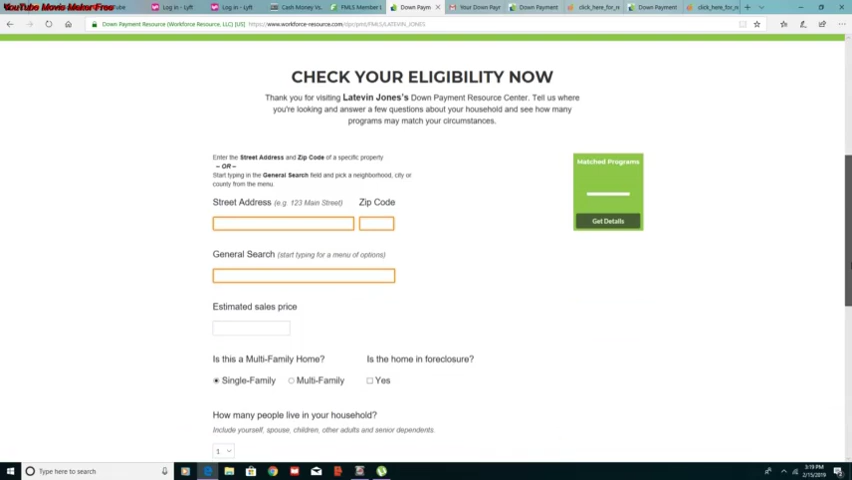 YouTube Movie Maker Free
Log in - Lyft
Log in - Lyft
Cash Money Vs.
FMLS Member
Down Paym
Your Down Paym
Down Payment
click_here_for_n
Down Payment
click_here_for_n
Down Payment Resource (Workforce Resource, LLC) [US] https://www.workforce-resource.com/dpr/pmt/FMLS/LATEVIN_JONES
CHECK YOUR ELIGIBILITY NOW
Thank you for visiting Latevin Jones's Down Payment Resource Center. Tell us where
you're looking and answer a few questions about your household and see how many
programs may match your circumstances.
Enter the Street Address and Zip Code of a specific property
-- OR --
Start typing in the General Search field and pick a neighborhood, city or
county from the menu.
Matched Programs
Get Details
Street Address (e.g. 123 Main Street) Zip Code
General Search (start typing for a menu of options)
Estimated sales price
Is this a Multi-Family Home? Is the home in foreclosure?
Single-Family Multi-Family Yes
How many people live in your household?
Include yourself, spouse, children, other adults and senior dependents.
1
Type here to search
3:19 PM
2/15/2019